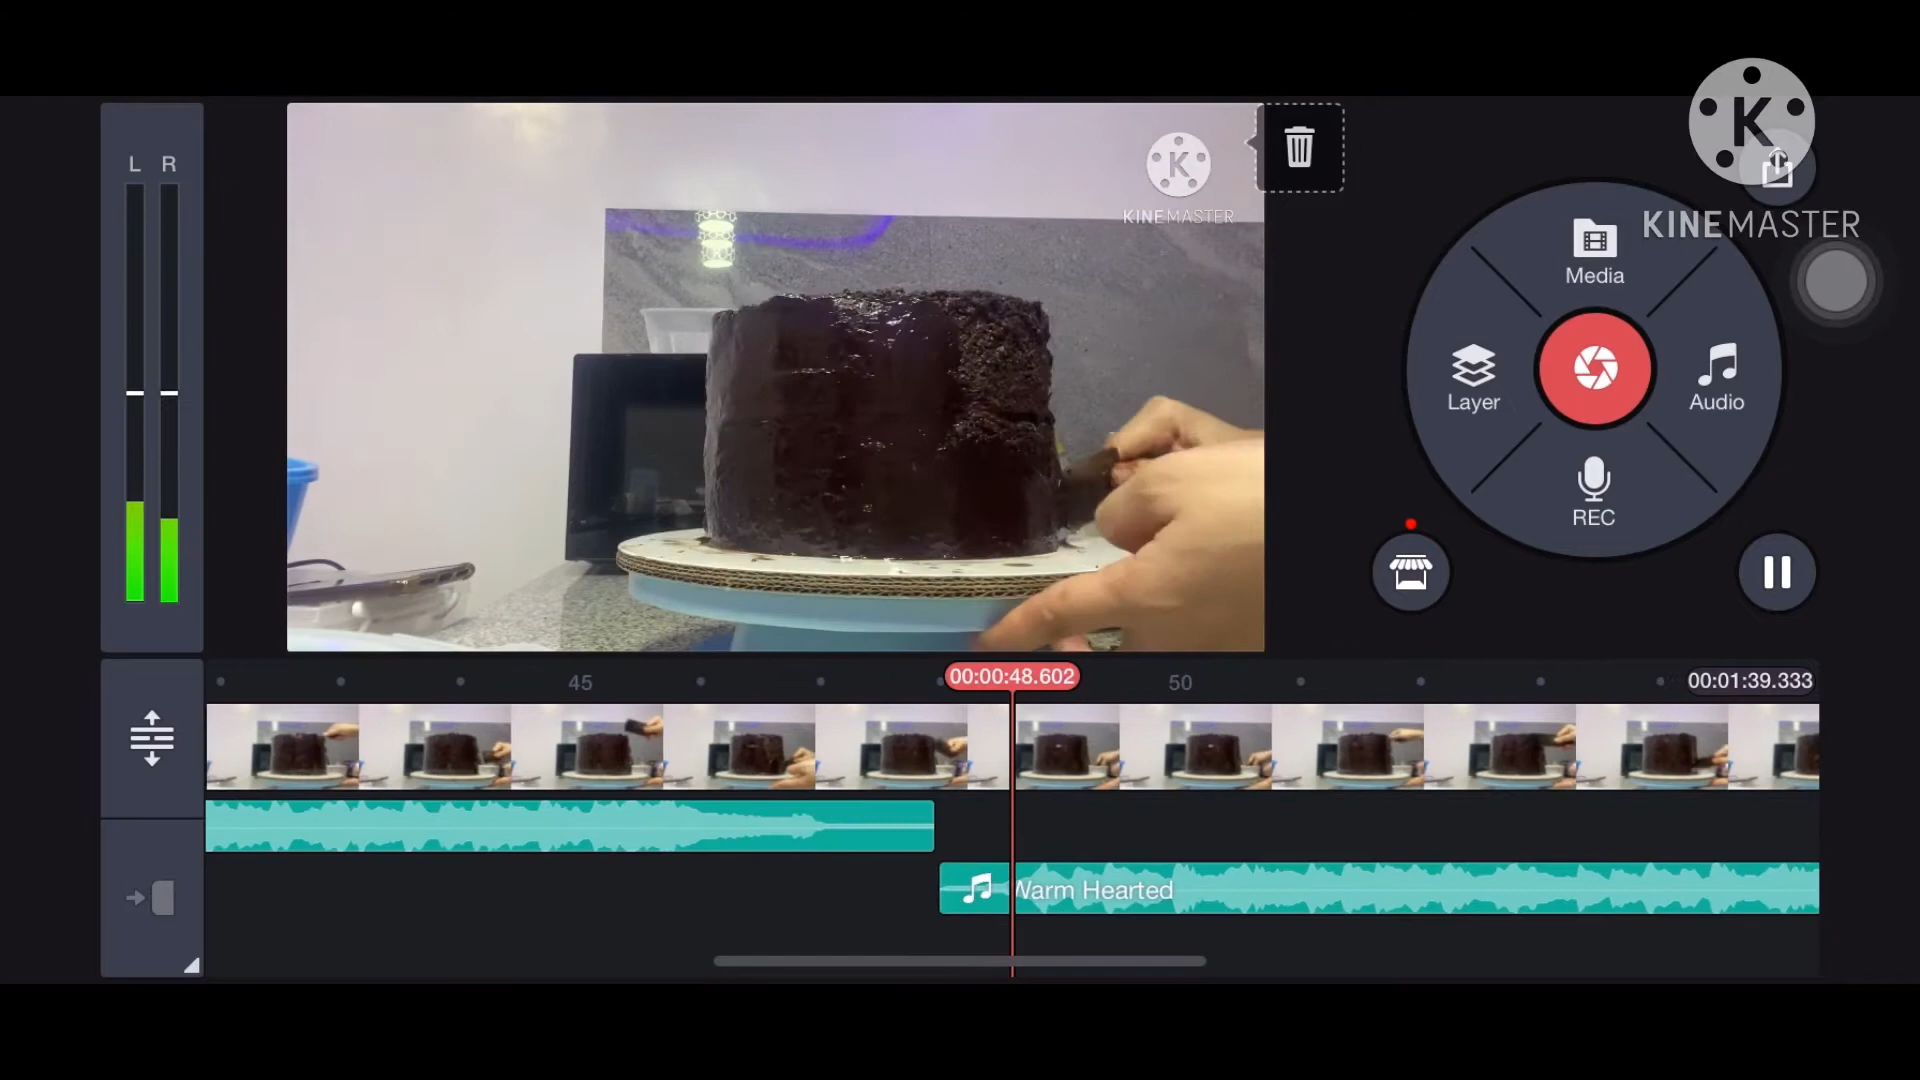 L R
K
KINEMASTER
K
KINEMASTER
Media
Layer
Audio
REC
45
00:00:48.602
50
00:01:39.333
Warm Hearted